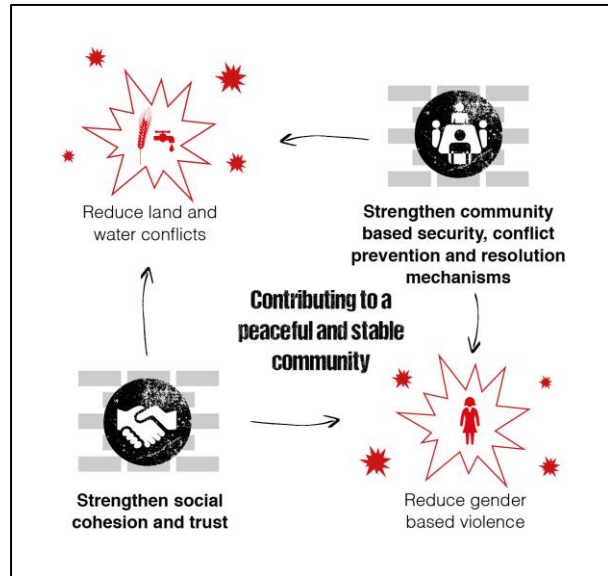 Reduce land and
water conflicts
Strengthen community
based security, conflict
prevention and resolution
mechanisms
Contributing to a
peaceful and stable
community
Strengthen social
cohesion and trust
Reduce gender
based violence